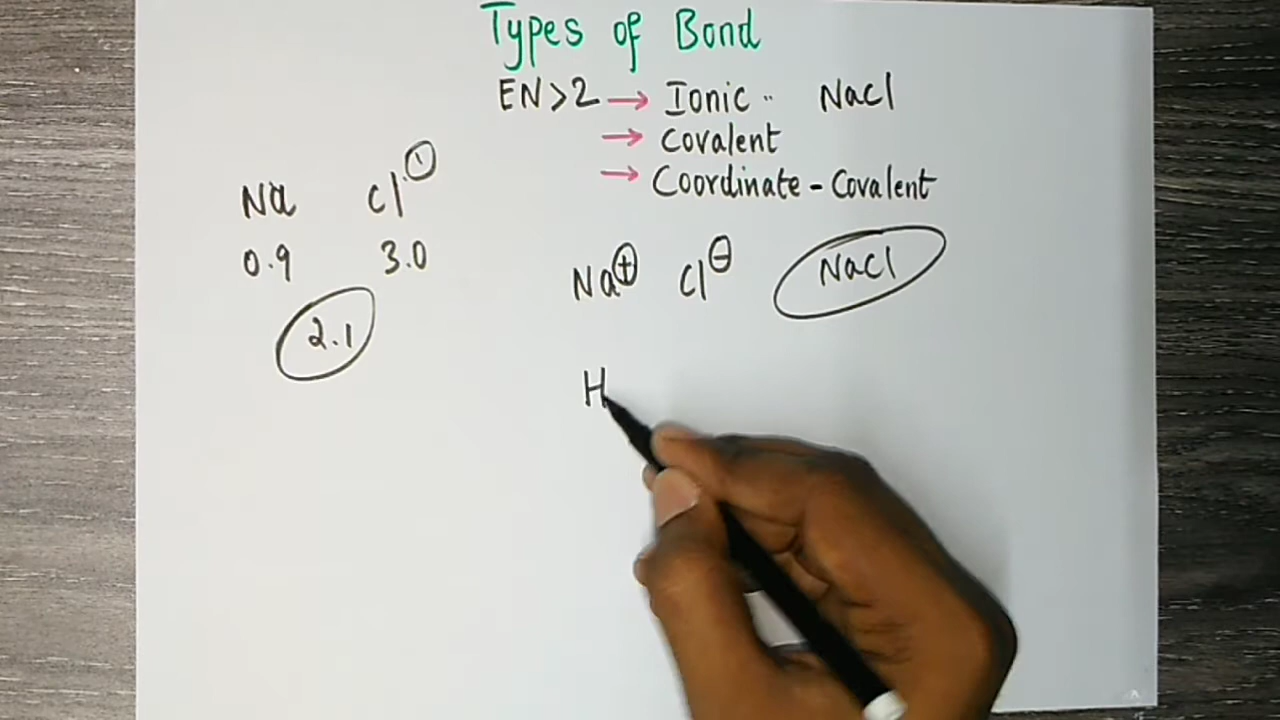 Types of Bond
EN>2 → Ionic .. Nacl
→ Covalent
→ Coordinate - Covalent
Na Cl⊖
0.9 3.0
2.1
Na⊕ Cl⊖ Nacl
H